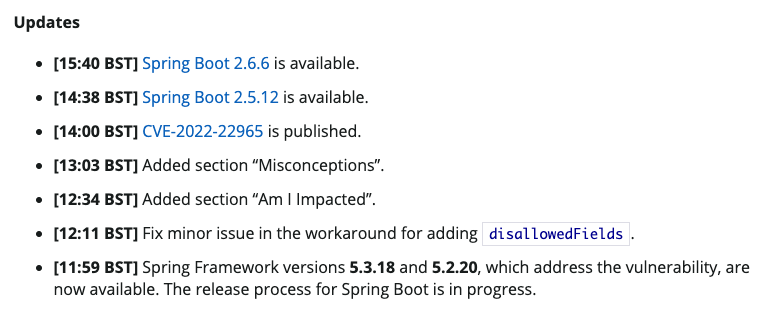 Updates
• [15:40 BST] Spring Boot 2.6.6 is available.
• [14:38 BST] Spring Boot 2.5.12 is available.
• [14:00 BST] CVE-2022-22965 is published.
• [13:03 BST] Added section “Misconceptions”.
• [12:34 BST] Added section “Am I Impacted”.
• [12:11 BST] Fix minor issue in the workaround for adding disallowedFields.
• [11:59 BST] Spring Framework versions 5.3.18 and 5.2.20, which address the vulnerability, are
now available. The release process for Spring Boot is in progress.